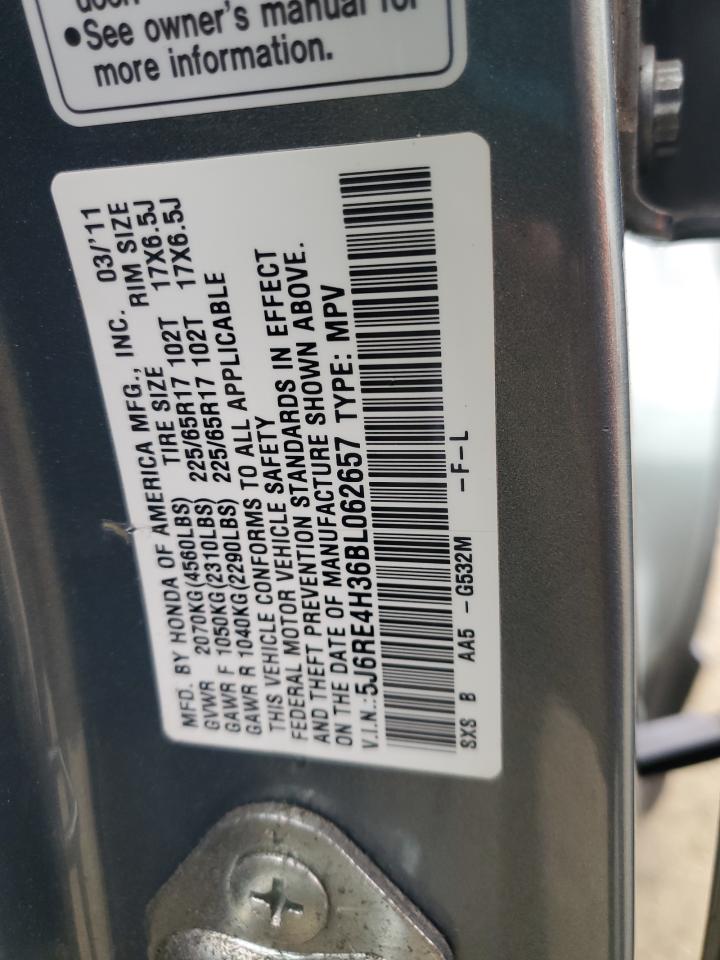 •See owner's manual for
more information.
MFD. BY HONDA OF AMERICA MFG., INC. 03/'11
GVWR 2070KG(4560LBS) TIRE SIZE RIM SIZE
GAWR F 1050KG(2310LBS) 225/65R17 102T 17X6.5J
GAWR R 1040KG(2290LBS) 225/65R17 102T 17X6.5J
THIS VEHICLE CONFORMS TO ALL APPLICABLE
FEDERAL MOTOR VEHICLE SAFETY
AND THEFT PREVENTION STANDARDS IN EFFECT
ON THE DATE OF MANUFACTURE SHOWN ABOVE.
V.I.N.:5J6RE4H36BL062657 TYPE: MPV
SXS B AA5 -G532M -F-L